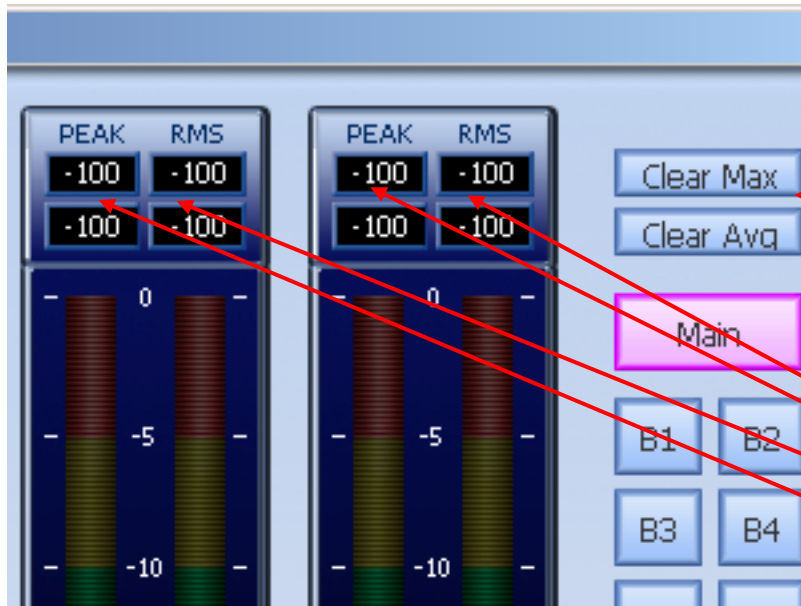 PEAK RMS PEAK RMS
-100 -100 -100 -100 Clear Max
-100 -100 -100 -100 Clear Avg
0 0
Main
-5 -5 B1 B2
B3 B4
-10 -10